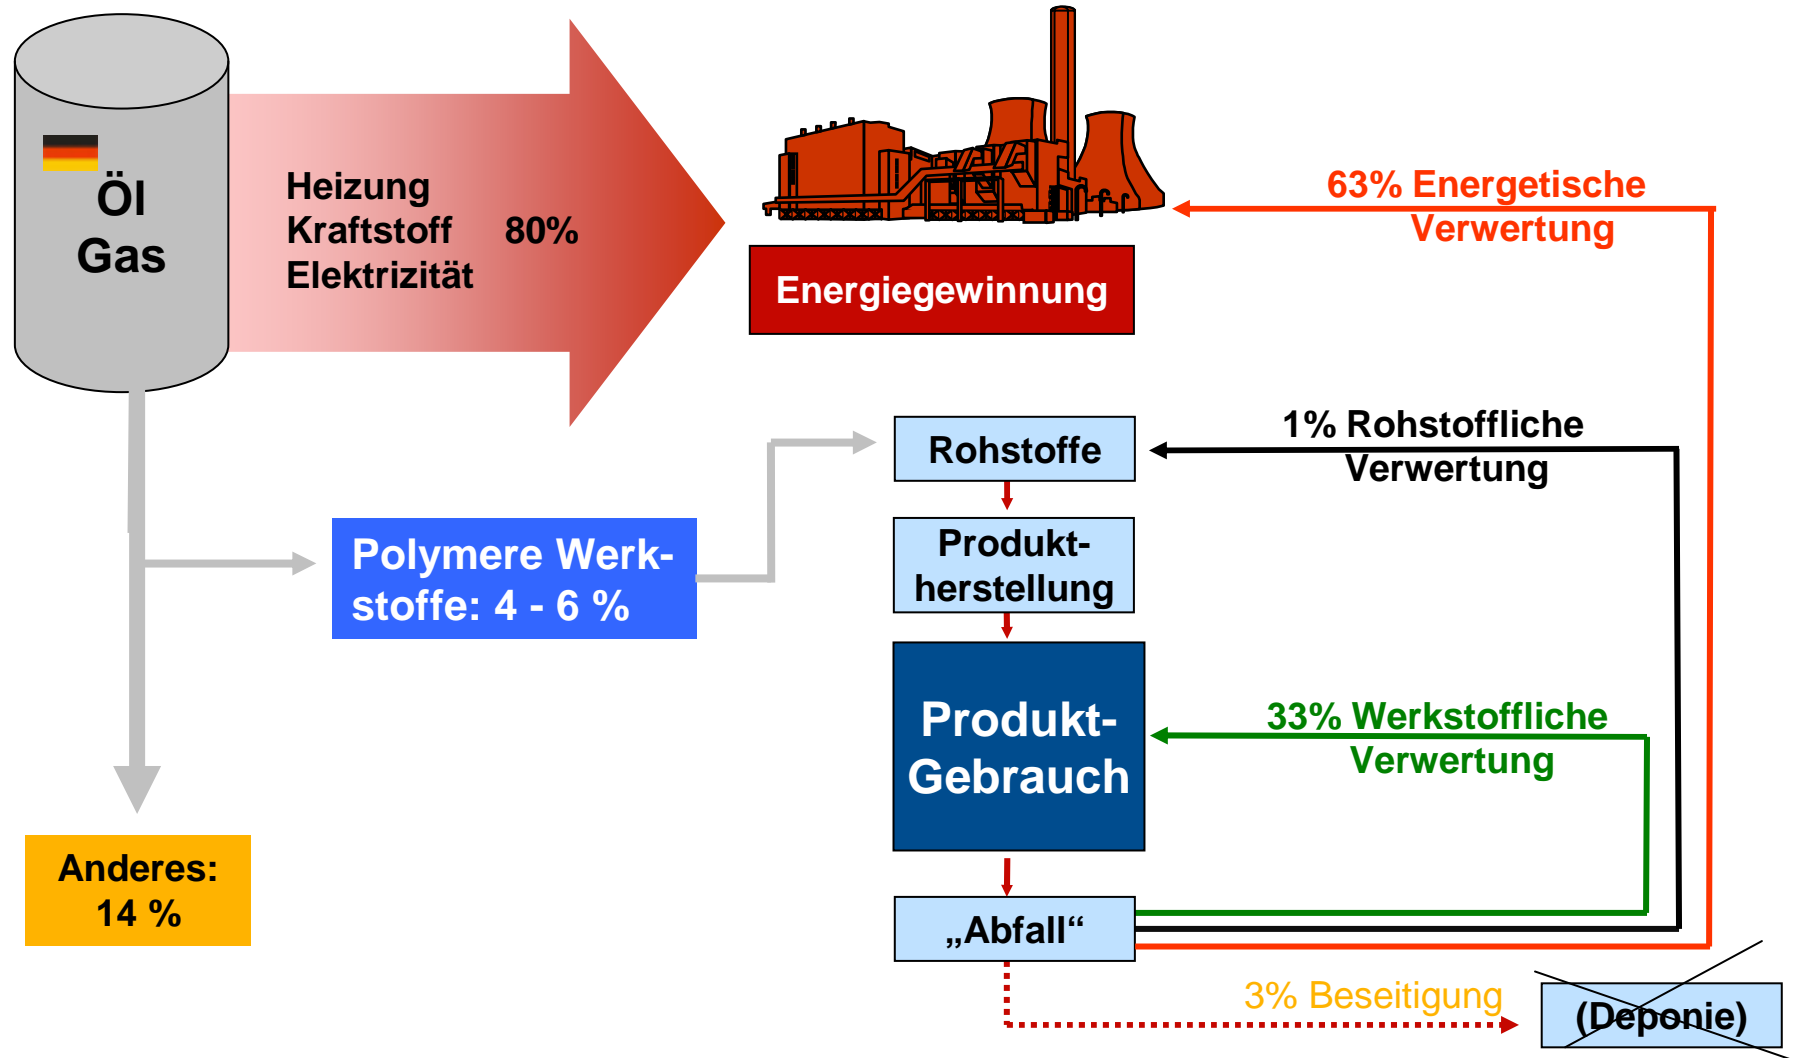 Öl
Gas
Heizung
Kraftstoff 80%
Elektrizität
Energiegewinnung
63% Energetische
Verwertung
Rohstoffe
1% Rohstoffliche
Verwertung
Polymere Werk-
stoffe: 4 - 6 %
Produkt-
herstellung
Produkt-
Gebrauch
33% Werkstoffliche
Verwertung
Anderes:
14 %
„Abfall“
3% Beseitigung
(Deponie)